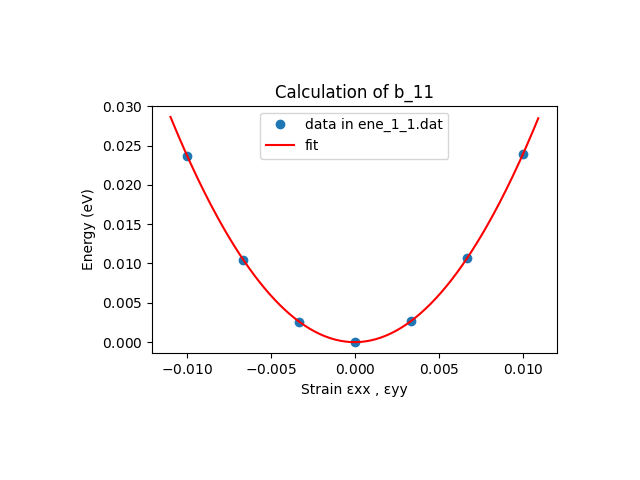 Calculation of b_11
data in ene_1_1.dat
fit
Energy (eV)
0.030
0.025
0.020
0.015
0.010
0.005
0.000
−0.010 −0.005 0.000 0.005 0.010
Strain εxx , εyy